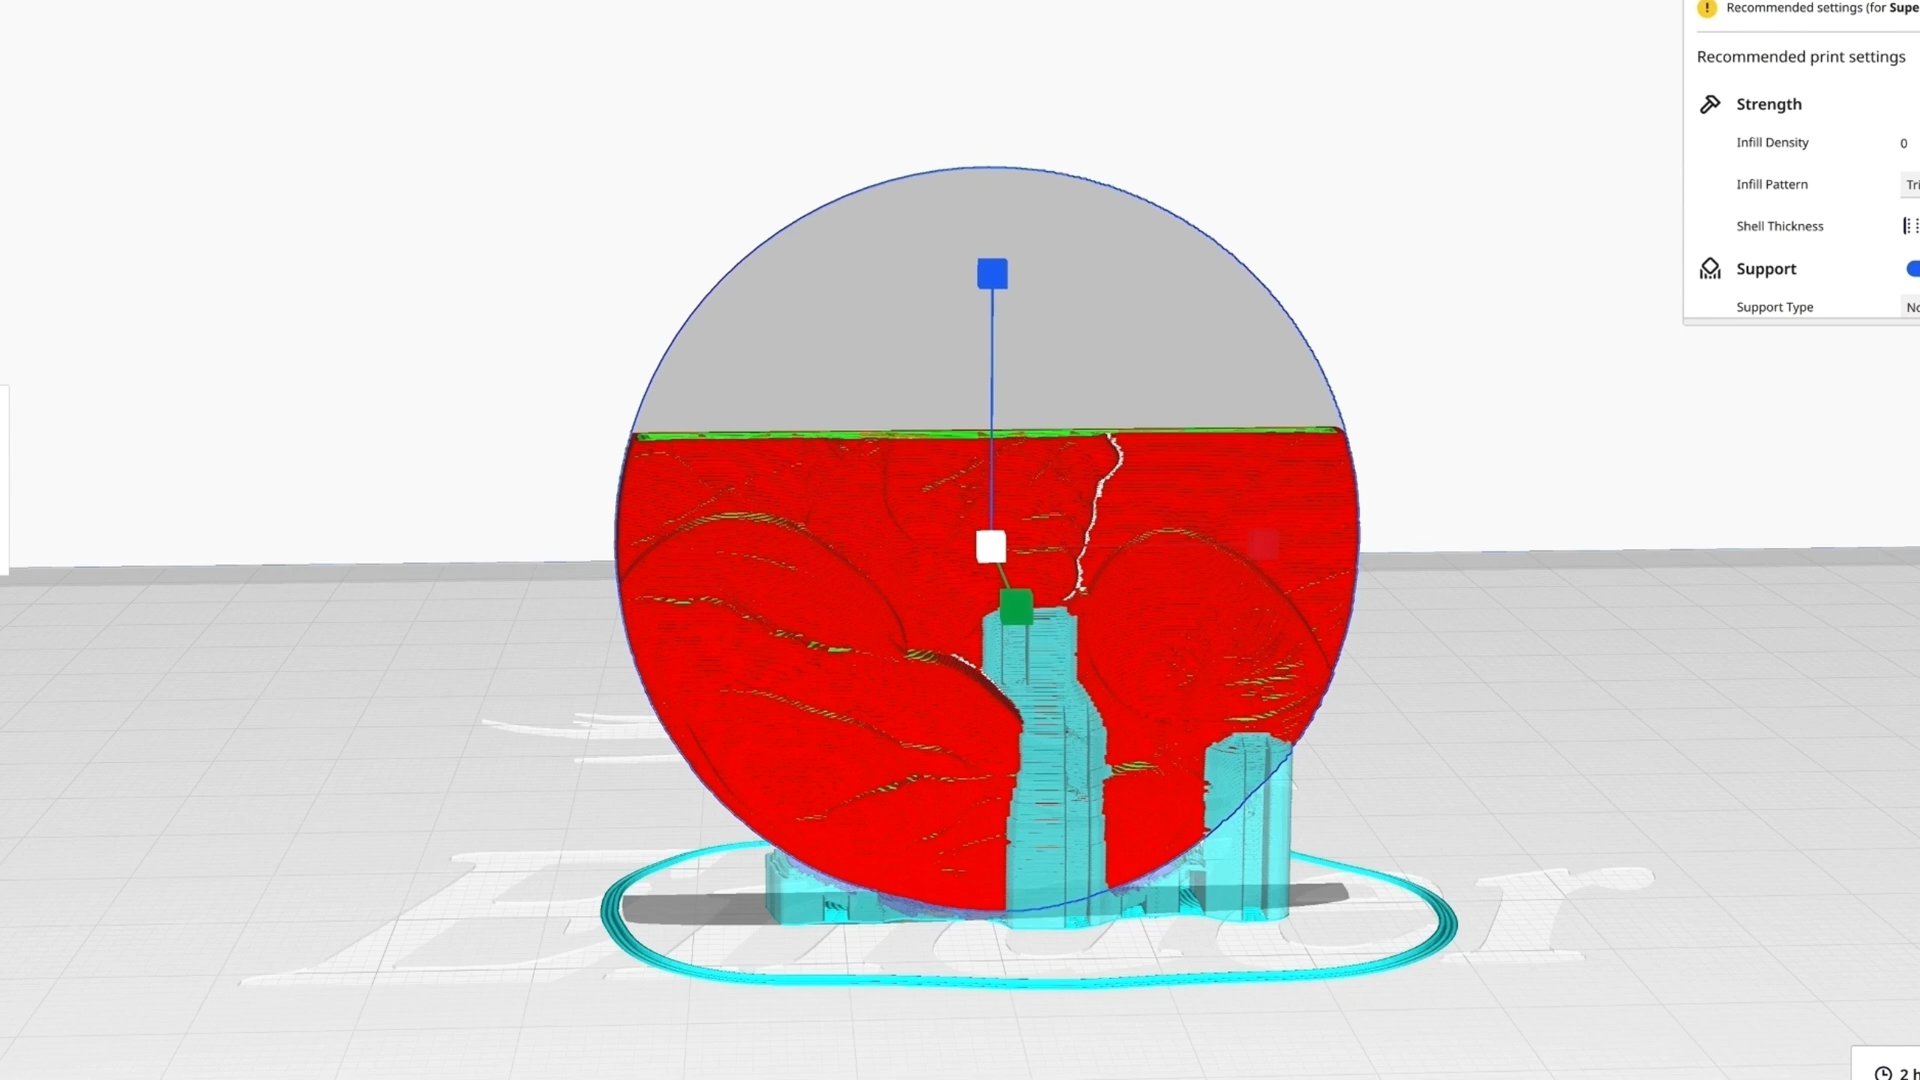 Recommended settings (for Supe
Recommended print settings
Strength
Infill Density 0
Infill Pattern Tri
Shell Thickness
Support
Support Type No
2 h